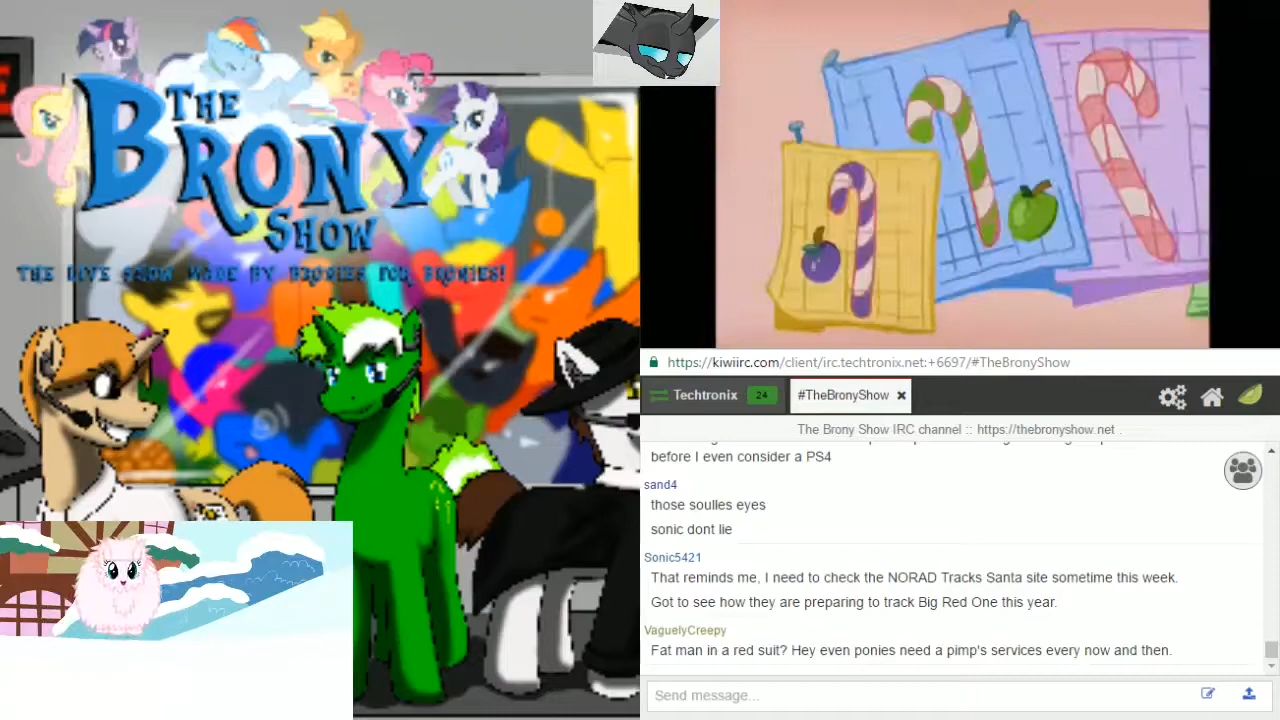 THE
BRONY
SHOW
THE LIVE SHOW MADE BY BRONIES FOR BRONIES!
https://kiwiirc.com/client/irc.techtronix.net:+6697/#TheBronyShow
Techtronix 24 #TheBronyShow x
The Brony Show IRC channel :: https://thebronyshow.net .
before I even consider a PS4
sand4
those soulles eyes
sonic dont lie
Sonic5421
That reminds me, I need to check the NORAD Tracks Santa site sometime this week.
Got to see how they are preparing to track Big Red One this year.
VaguelyCreepy
Fat man in a red suit? Hey even ponies need a pimp's services every now and then.
Send message...